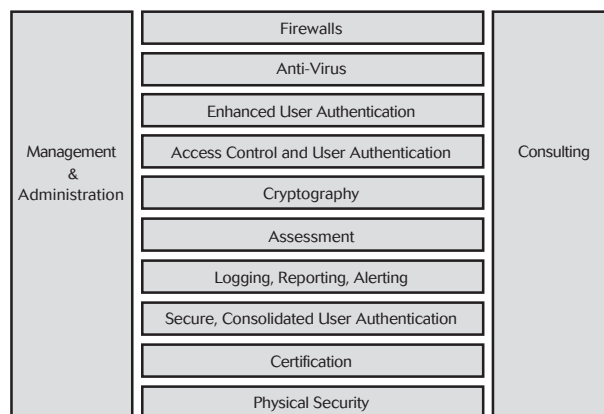 Management
&
Administration
Firewalls
Anti-Virus
Enhanced User Authentication
Access Control and User Authentication
Cryptography
Assessment
Logging, Reporting, Alerting
Secure, Consolidated User Authentication
Certification
Physical Security
Consulting